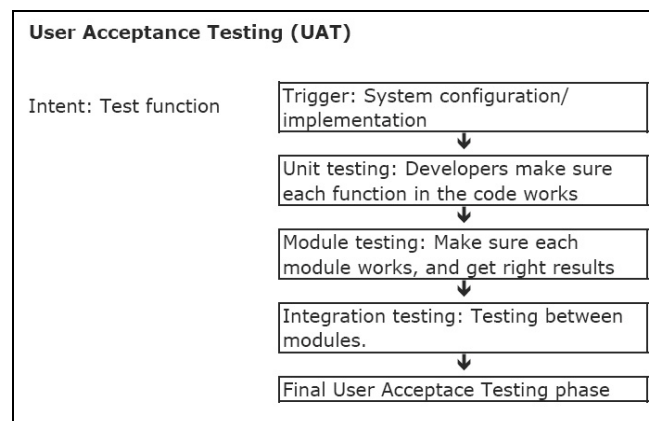 User Acceptance Testing (UAT)
Intent: Test function
Trigger: System configuration/
implementation
Unit testing: Developers make sure
each function in the code works
Module testing: Make sure each
module works, and get right results
Integration testing: Testing between
modules.
Final User Acceptace Testing phase